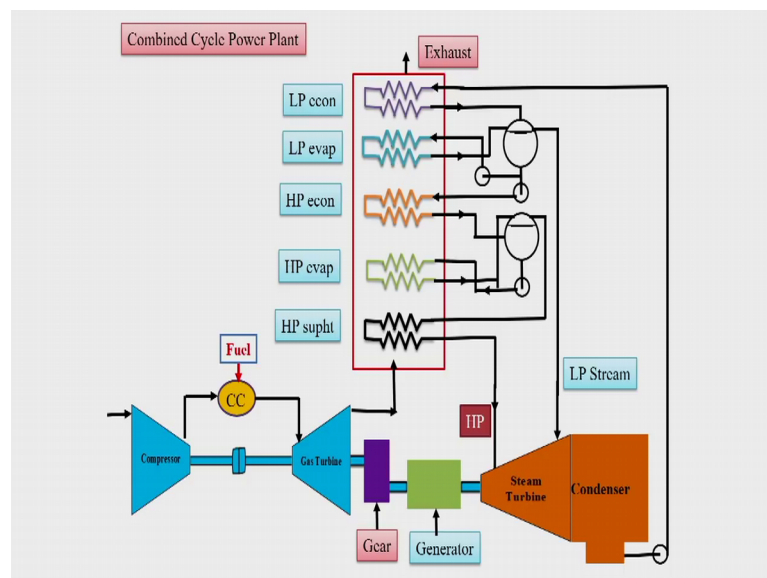 Combined Cycle Power Plant
Exhaust
LP econ
LP evap
HP econ
HP evap
HP supht
Fuel
CC
LP Stream
HP
Compressor
Gas Turbine
Steam
Turbine
Condenser
Gear
Generator